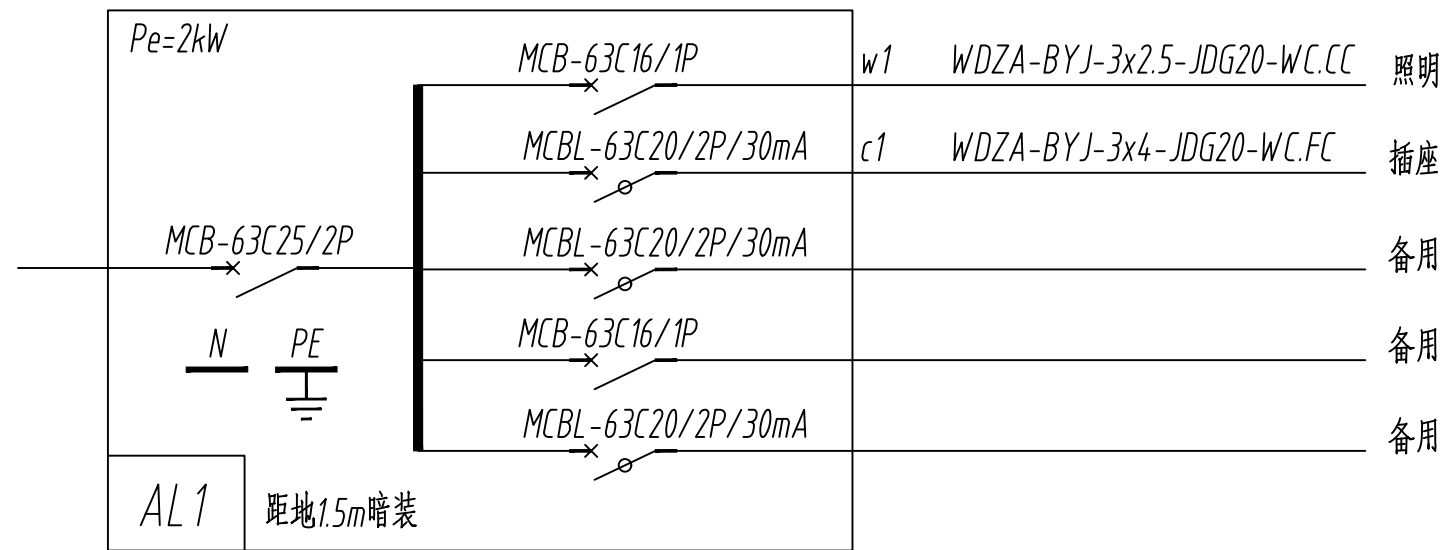 Pe=2kW
MCB-63C16/1P
w1 WDZA-BYJ-3x2.5-JDG20-WC.CC 照明
MCBL-63C20/2P/30mA
c1 WDZA-BYJ-3x4-JDG20-WC.FC 插座
MCB-63C25/2P
MCBL-63C20/2P/30mA 备用
N PE
MCB-63C16/1P 备用
MCBL-63C20/2P/30mA 备用
AL1 距地1.5m暗装